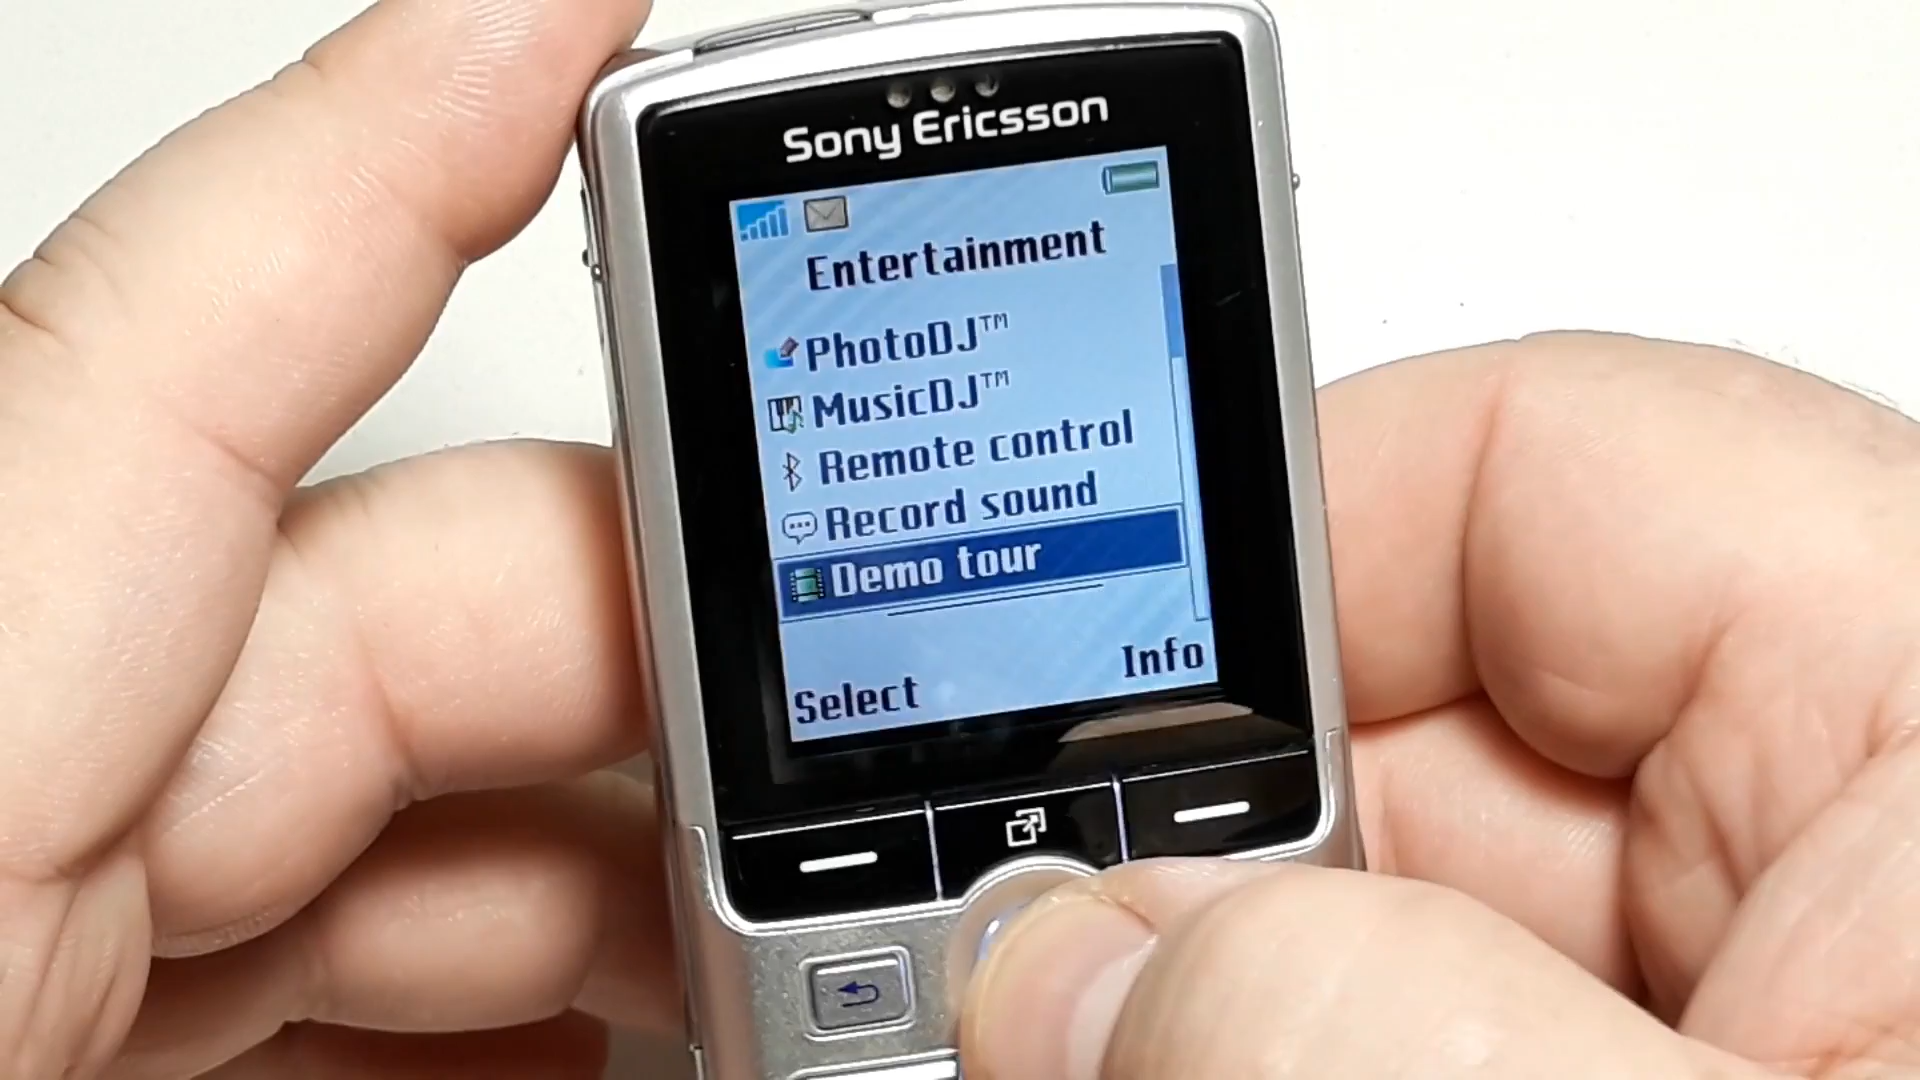 Sony Ericsson
Entertainment
PhotoDJ™
MusicDJ™
Remote control
Record sound
Demo tour
Info
Select